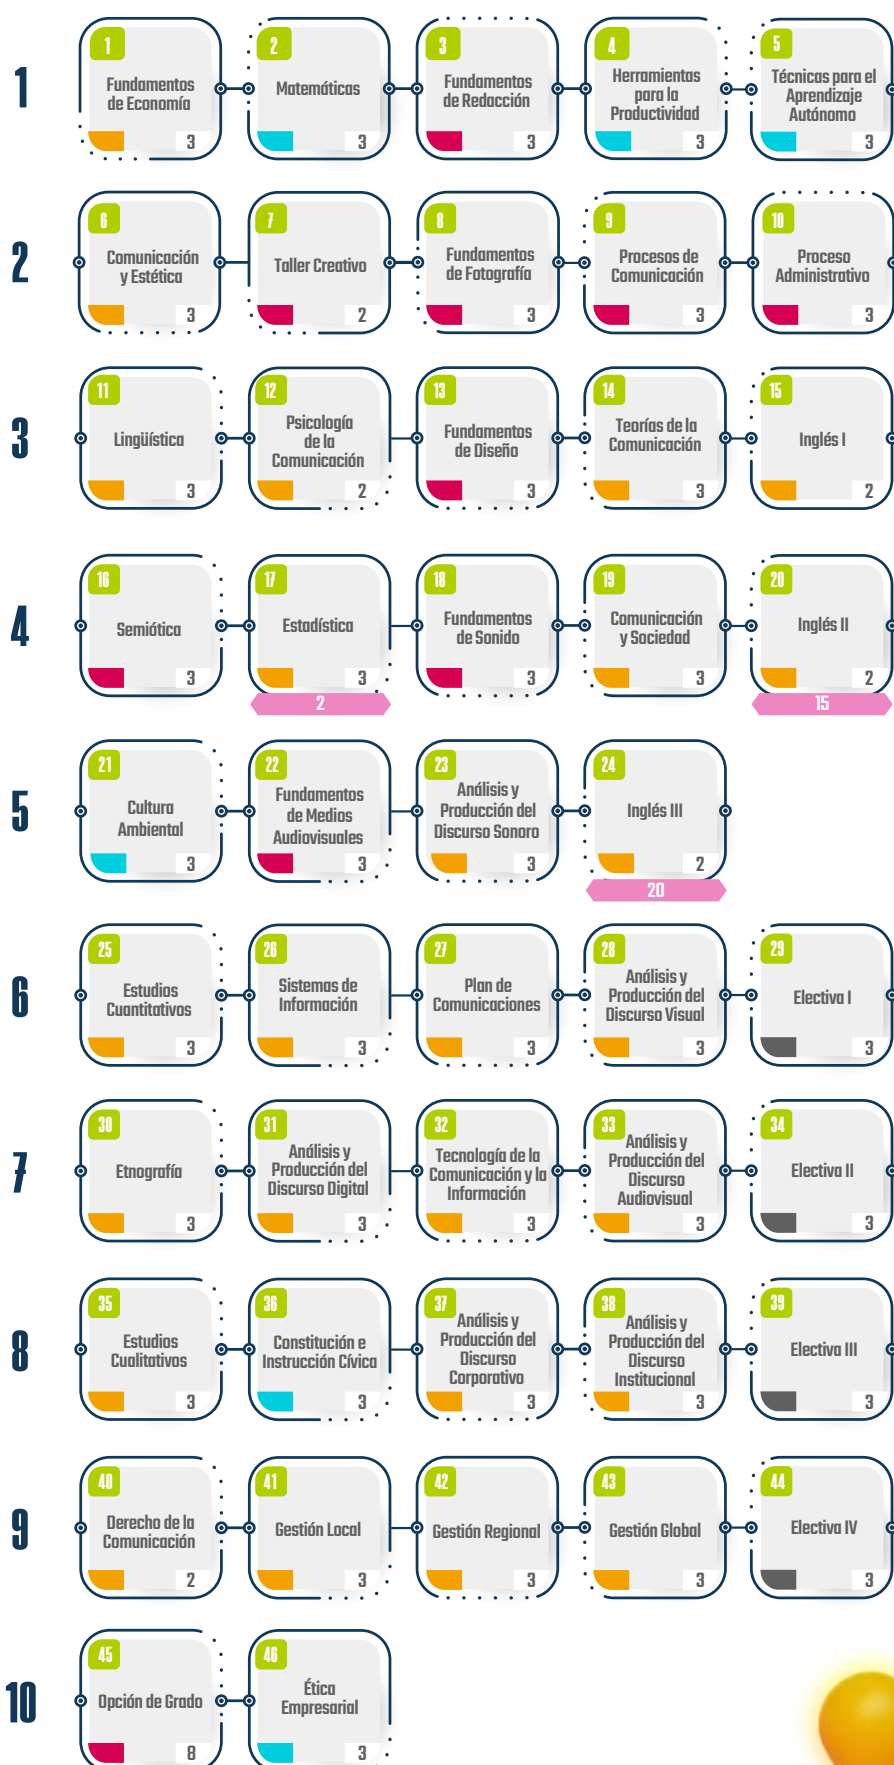 1
1
Fundamentos
de Economía
3
2
Matemáticas
3
3
Fundamentos
de Redacción
3
4
Herramientas
para la
Productividad
3
5
Técnicas para el
Aprendizaje
Autónomo
3
2
6
Comunicación
y Estética
3
7
Taller Creativo
2
8
Fundamentos
de Fotografía
3
9
Procesos de
Comunicación
3
10
Proceso
Administrativo
3
3
11
Lingüística
3
12
Psicología
de la
Comunicación
2
13
Fundamentos
de Diseño
3
14
Teorías de la
Comunicación
3
15
Inglés I
2
4
16
Semiótica
3
17
Estadística
3
2
18
Fundamentos
de Sonido
3
19
Comunicación
y Sociedad
3
20
Inglés II
2
15
5
21
Cultura
Ambiental
3
22
Fundamentos
de Medios
Audiovisuales
3
23
Análisis y
Producción del
Discurso Sonoro
3
24
Inglés III
2
20
6
25
Estudios
Cuantitativos
3
26
Sistemas de
Información
3
27
Plan de
Comunicaciones
3
28
Análisis y
Producción del
Discurso Visual
3
29
Electiva I
3
7
30
Etnografía
3
31
Análisis y
Producción del
Discurso Digital
3
32
Tecnología de la
Comunicación y la
Información
3
33
Análisis y
Producción del
Discurso
Audiovisual
3
34
Electiva II
3
8
35
Estudios
Cualitativos
3
36
Constitución e
Instrucción Cívica
3
37
Análisis y
Producción del
Discurso
Corporativo
3
38
Análisis y
Producción del
Discurso
Institucional
3
39
Electiva III
3
9
40
Derecho de la
Comunicación
2
41
Gestión Local
3
42
Gestión Regional
3
43
Gestión Global
3
44
Electiva IV
3
10
45
Opción de Grado
8
46
Ética
Empresarial
3